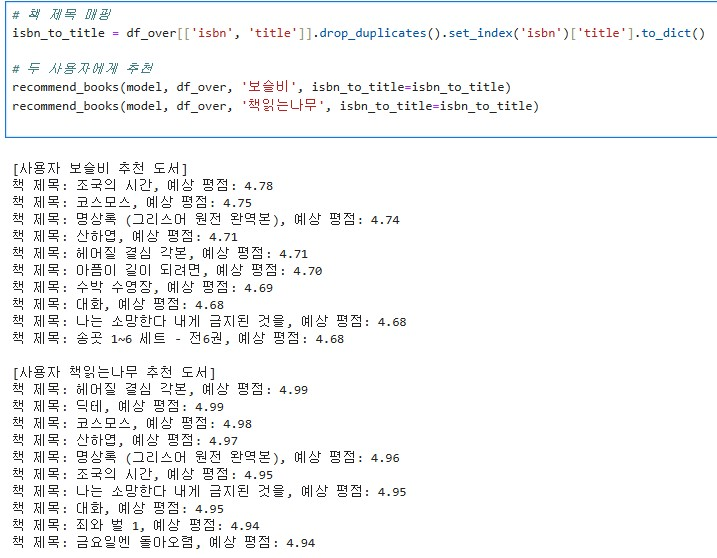 # 책 제목 매핑
isbn_to_title = df_over[['isbn', 'title']].drop_duplicates().set_index('isbn')['title'].to_dict()
# 두 사용자에게 추천
recommend_books(model, df_over, '보슬비', isbn_to_title=isbn_to_title)
recommend_books(model, df_over, '책읽는나무', isbn_to_title=isbn_to_title)
[사용자 보슬비 추천 도서]
책 제목: 조국의 시간, 예상 평점: 4.78
책 제목: 코스모스, 예상 평점: 4.75
책 제목: 명상록 (그리스어 원전 완역본), 예상 평점: 4.74
책 제목: 산하엽, 예상 평점: 4.71
책 제목: 헤어질 결심 각본, 예상 평점: 4.71
책 제목: 아픔이 길이 되려면, 예상 평점: 4.70
책 제목: 수박 수영장, 예상 평점: 4.69
책 제목: 대화, 예상 평점: 4.68
책 제목: 나는 소망한다 내게 금지된 것을, 예상 평점: 4.68
책 제목: 송곳 1~6 세트 - 전6권, 예상 평점: 4.68
[사용자 책읽는나무 추천 도서]
책 제목: 헤어질 결심 각본, 예상 평점: 4.99
책 제목: 딕테, 예상 평점: 4.99
책 제목: 코스모스, 예상 평점: 4.98
책 제목: 산하엽, 예상 평점: 4.97
책 제목: 명상록 (그리스어 원전 완역본), 예상 평점: 4.96
책 제목: 조국의 시간, 예상 평점: 4.95
책 제목: 나는 소망한다 내게 금지된 것을, 예상 평점: 4.95
책 제목: 대화, 예상 평점: 4.95
책 제목: 죄와 벌 1, 예상 평점: 4.94
책 제목: 금요일엔 돌아오렴, 예상 평점: 4.94